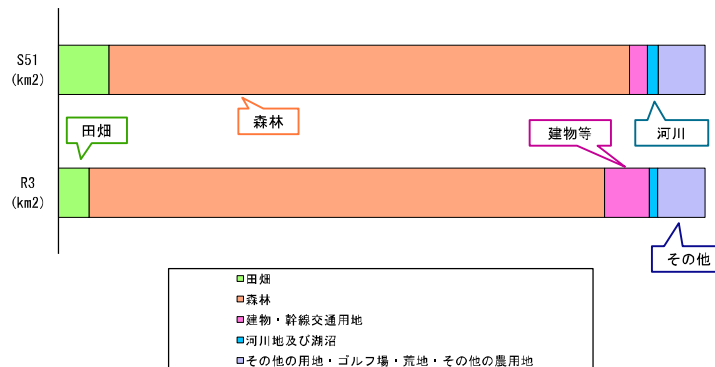 S51
(km2)
森林
田畑
建物等
河川
R3
(km2)
その他
田畑
森林
建物・幹線交通用地
河川地及び湖沼
その他の用地・ゴルフ場・荒地・その他の農用地